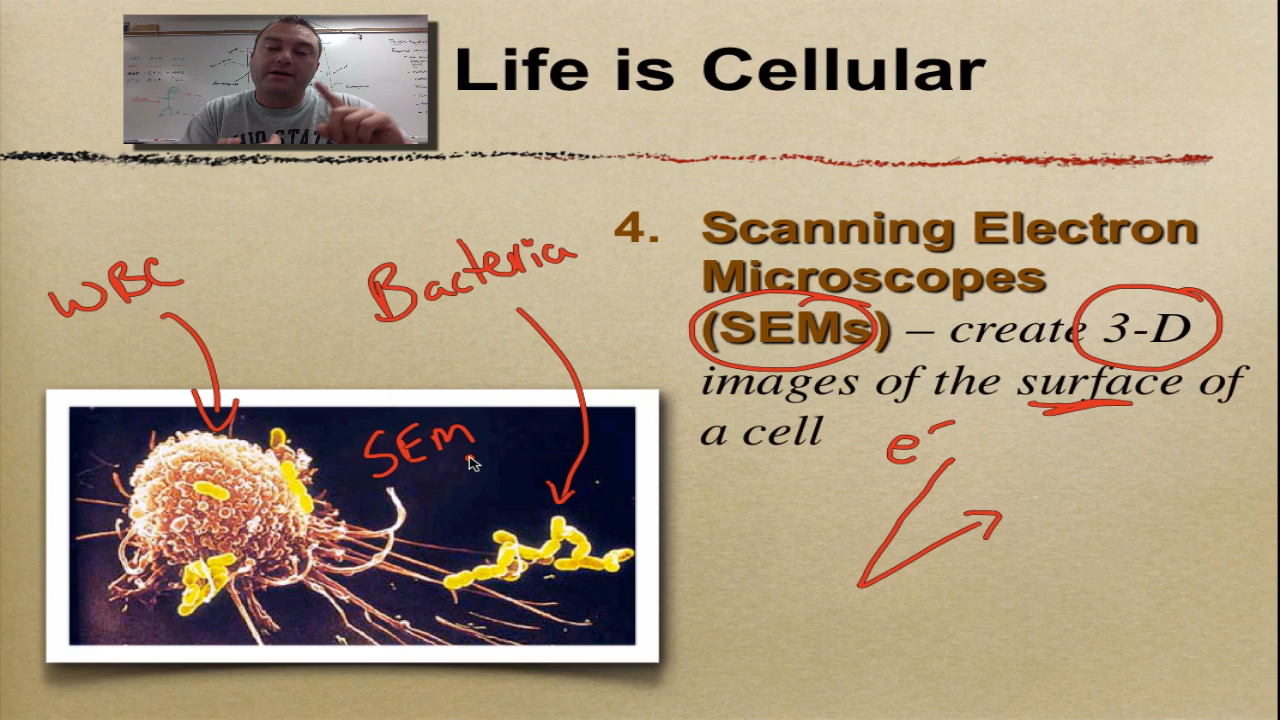 Life is Cellular
4. Scanning Electron
Microscopes
(SEMs) – create 3-D
images of the surface of
a cell
WBC
Bacteria
SEM
e⁻